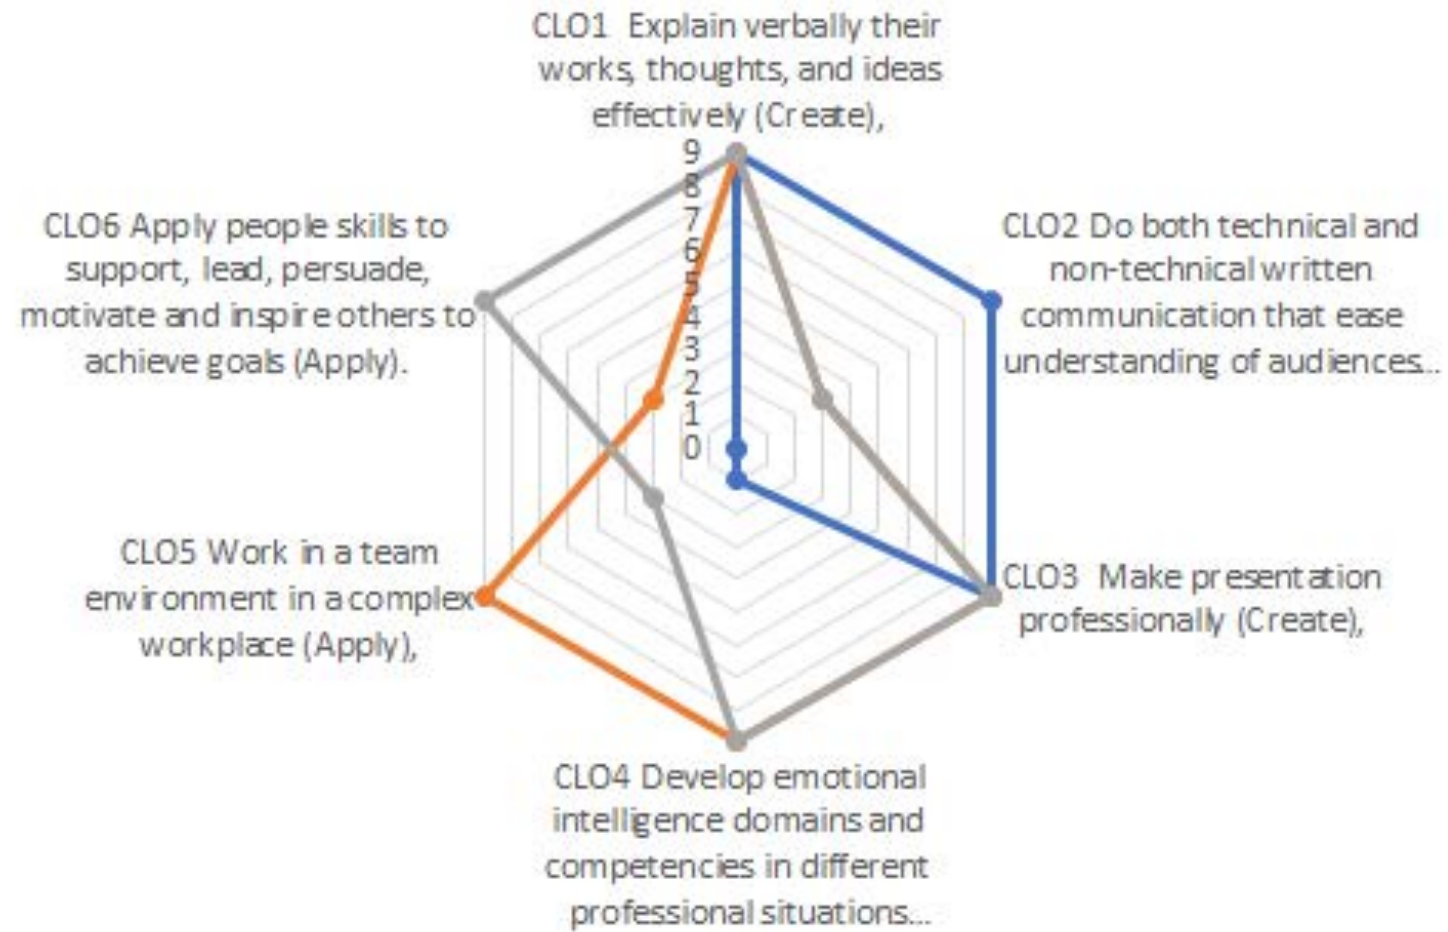 CLO1 Explain verbally their
works, thoughts, and ideas
effectively (Create),
9
8
7
6
5
4
3
2
1
0
CLO2 Do both technical and
non-technical written
communication that ease
understanding of audiences...
CLO3 Make presentation
professionally (Create),
CLO4 Develop emotional
intelligence domains and
competencies in different
professional situations...
CLO5 Work in a team
environment in a complex
workplace (Apply),
CLO6 Apply people skills to
support, lead, persuade,
motivate and inspire others to
achieve goals (Apply).